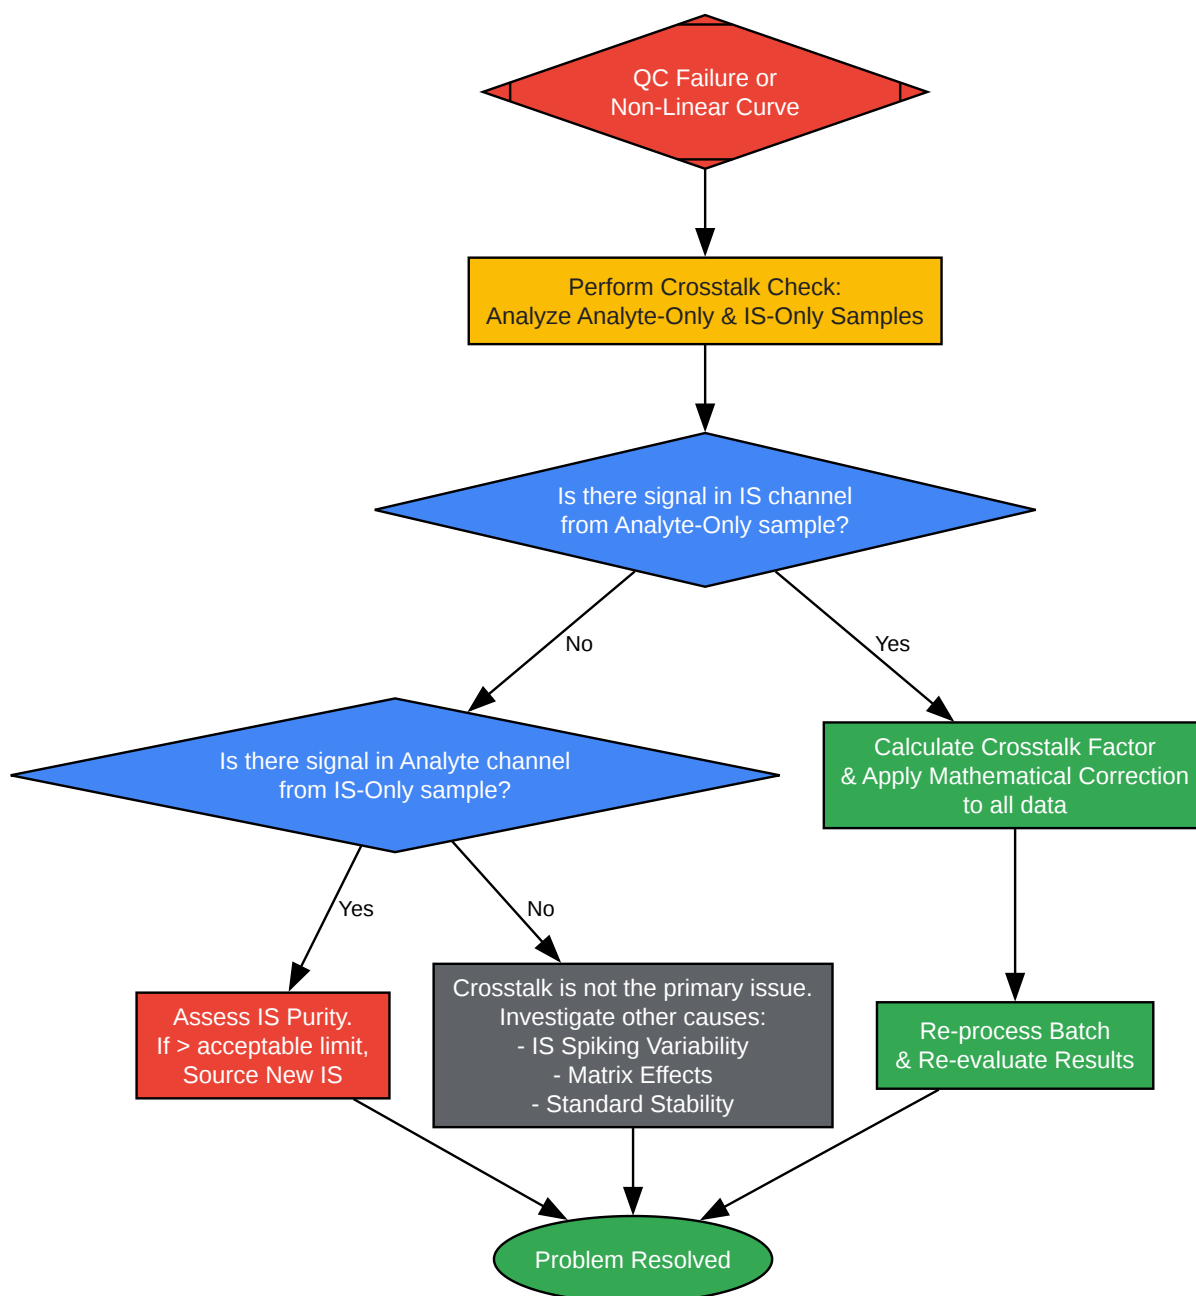 QC Failure or
Non-Linear Curve
Perform Crosstalk Check:
Analyze Analyte-Only & IS-Only Samples
Is there signal in IS channel
from Analyte-Only sample?
No
Yes
Is there signal in Analyte channel
from IS-Only sample?
Calculate Crosstalk Factor
& Apply Mathematical Correction
to all data
Yes
No
Assess IS Purity.
If > acceptable limit,
Source New IS
Crosstalk is not the primary issue.
Investigate other causes:
- IS Spiking Variability
- Matrix Effects
- Standard Stability
Re-process Batch
& Re-evaluate Results
Problem Resolved